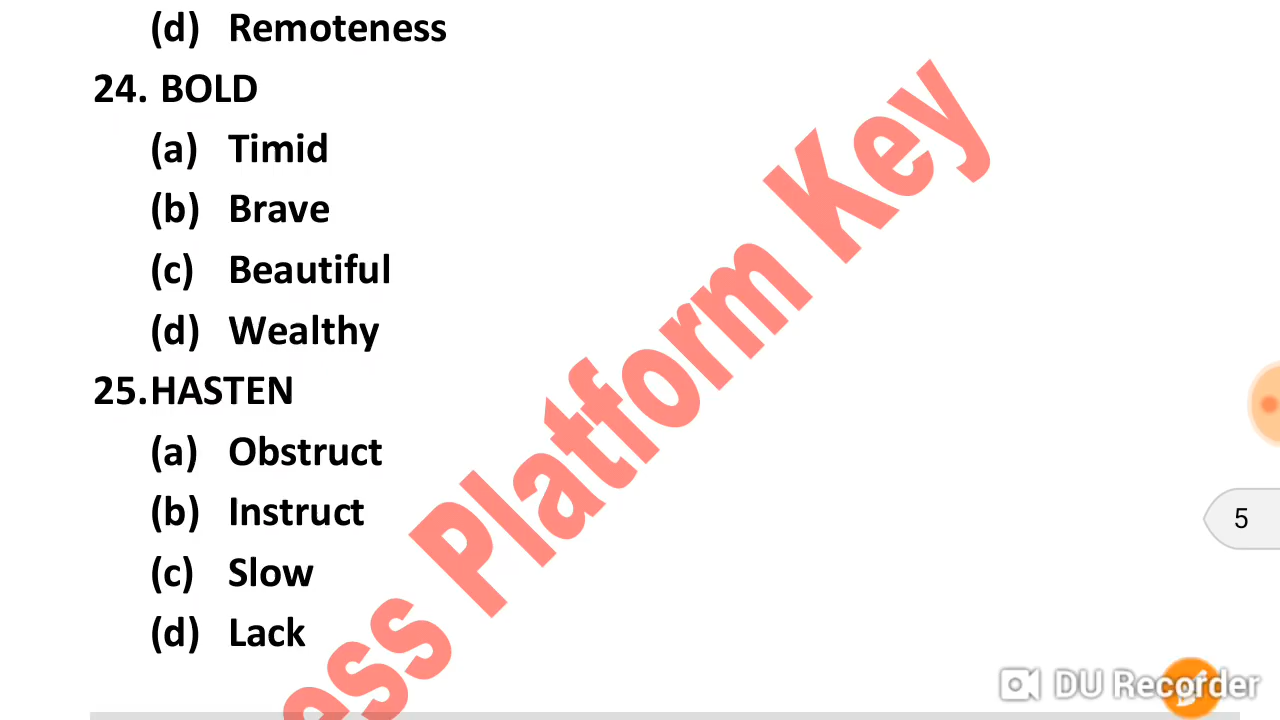 (d) Remoteness
24. BOLD
(a) Timid
(b) Brave
(c) Beautiful
(d) Wealthy
25.HASTEN
(a) Obstruct
(b) Instruct
(c) Slow
(d) Lack
ess Platform Key
5
DU Recorder